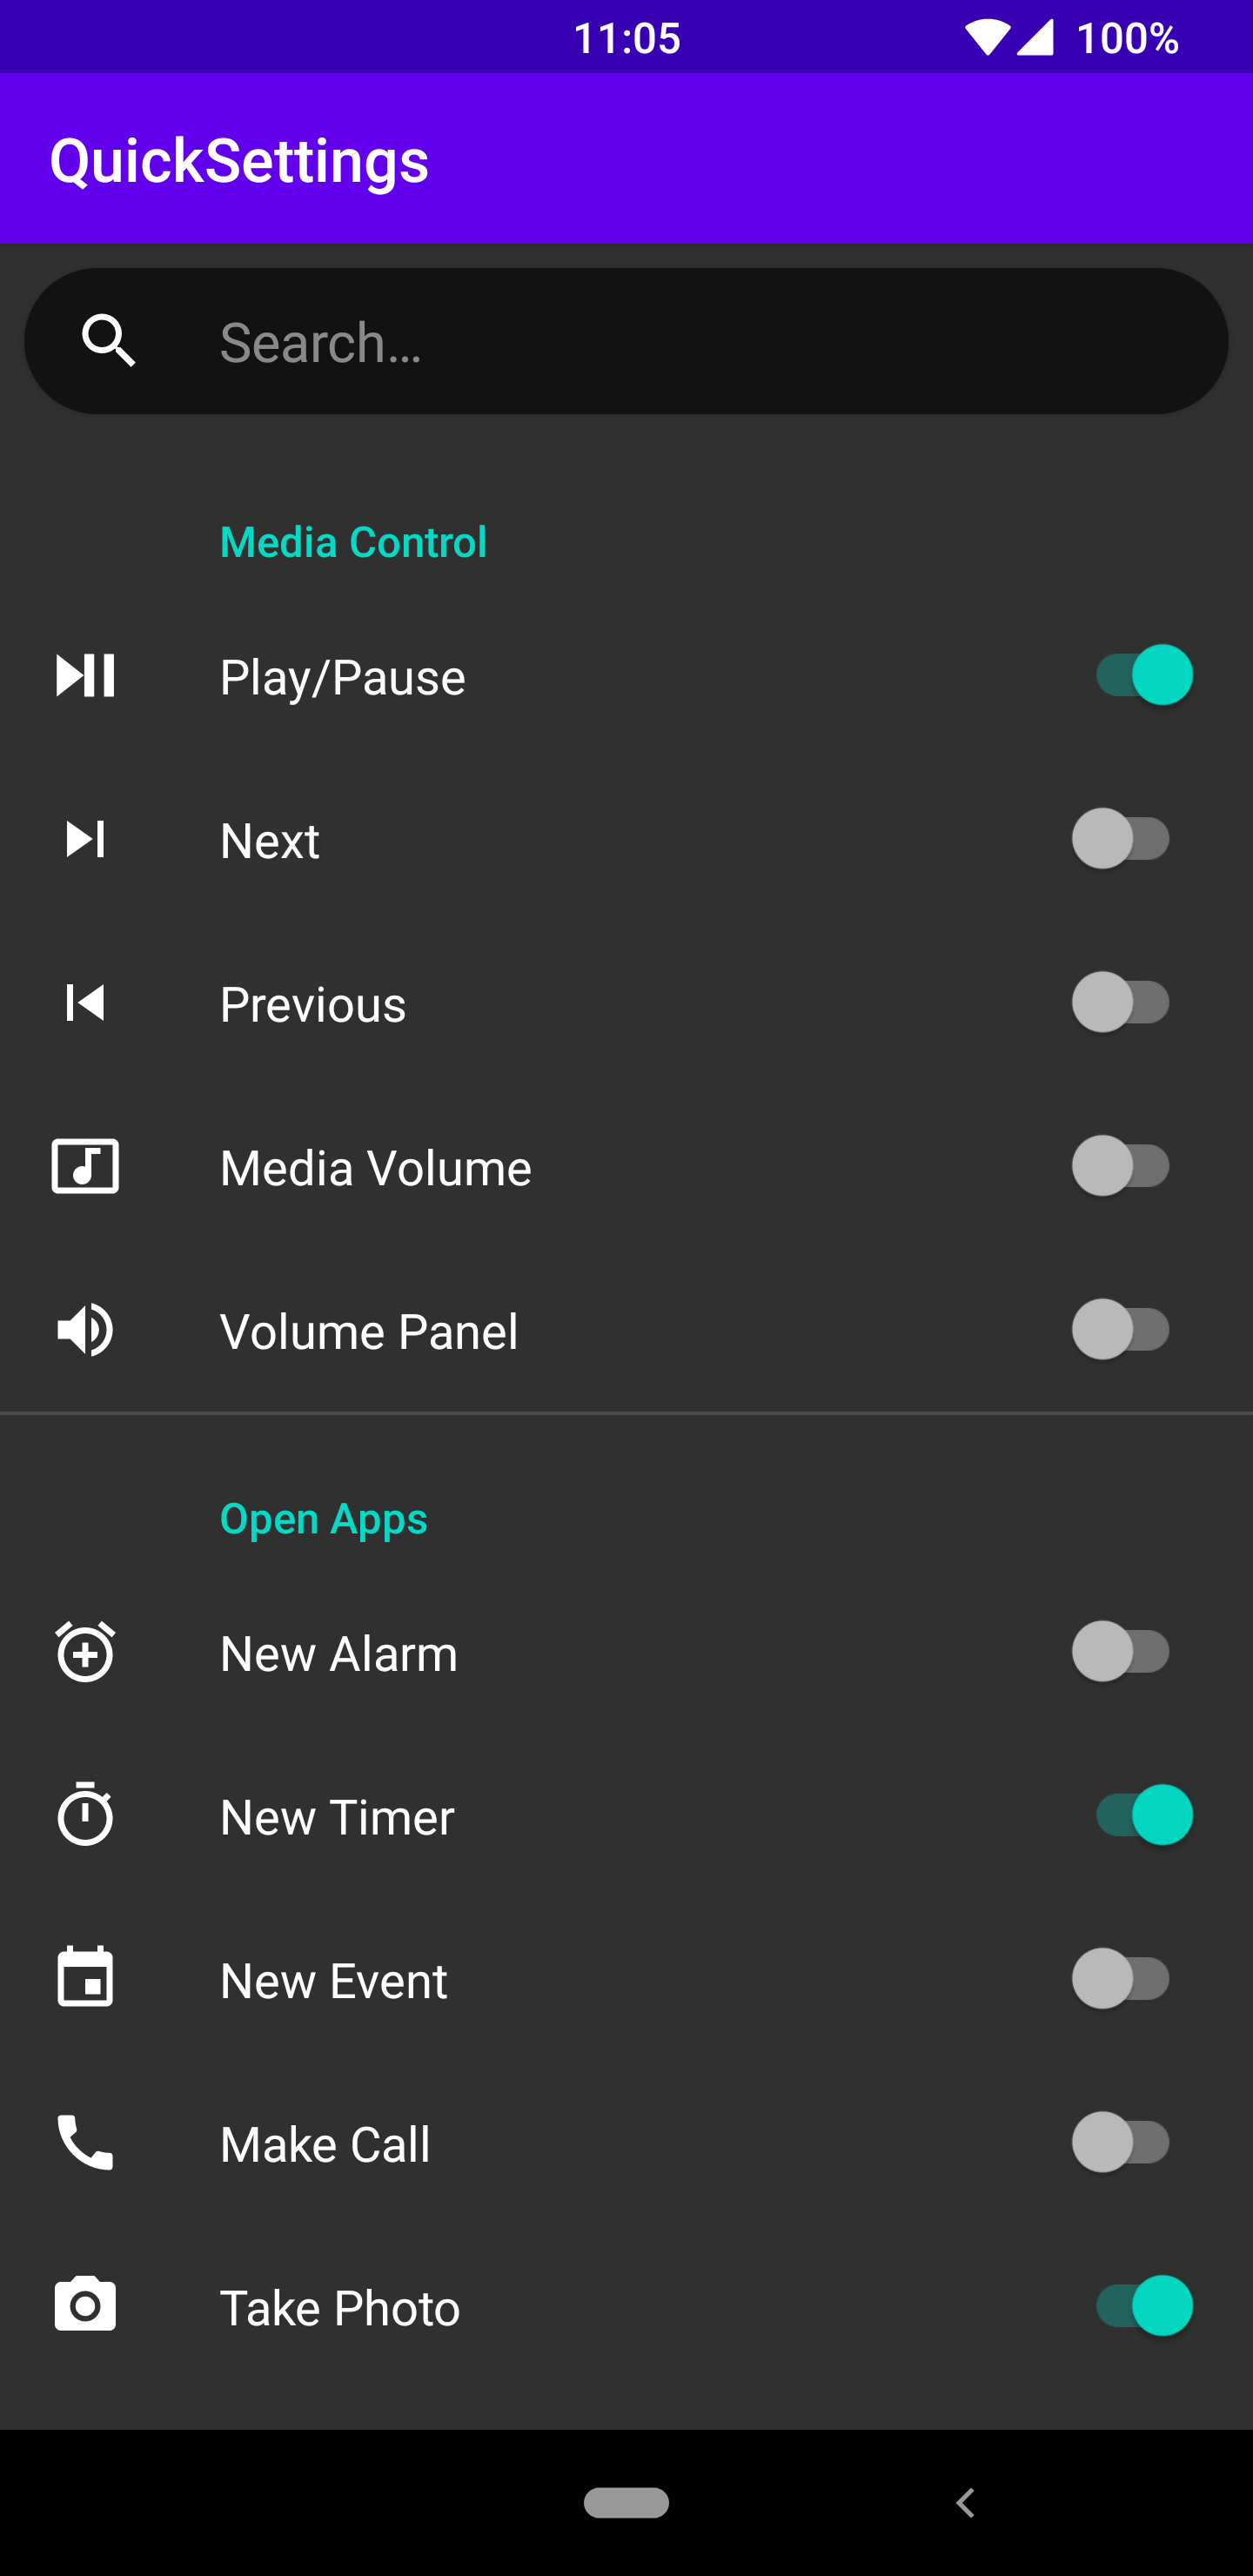 11:05 100%
QuickSettings
Search...
Media Control
Play/Pause
Next
Previous
Media Volume
Volume Panel
Open Apps
New Alarm
New Timer
New Event
Make Call
Take Photo